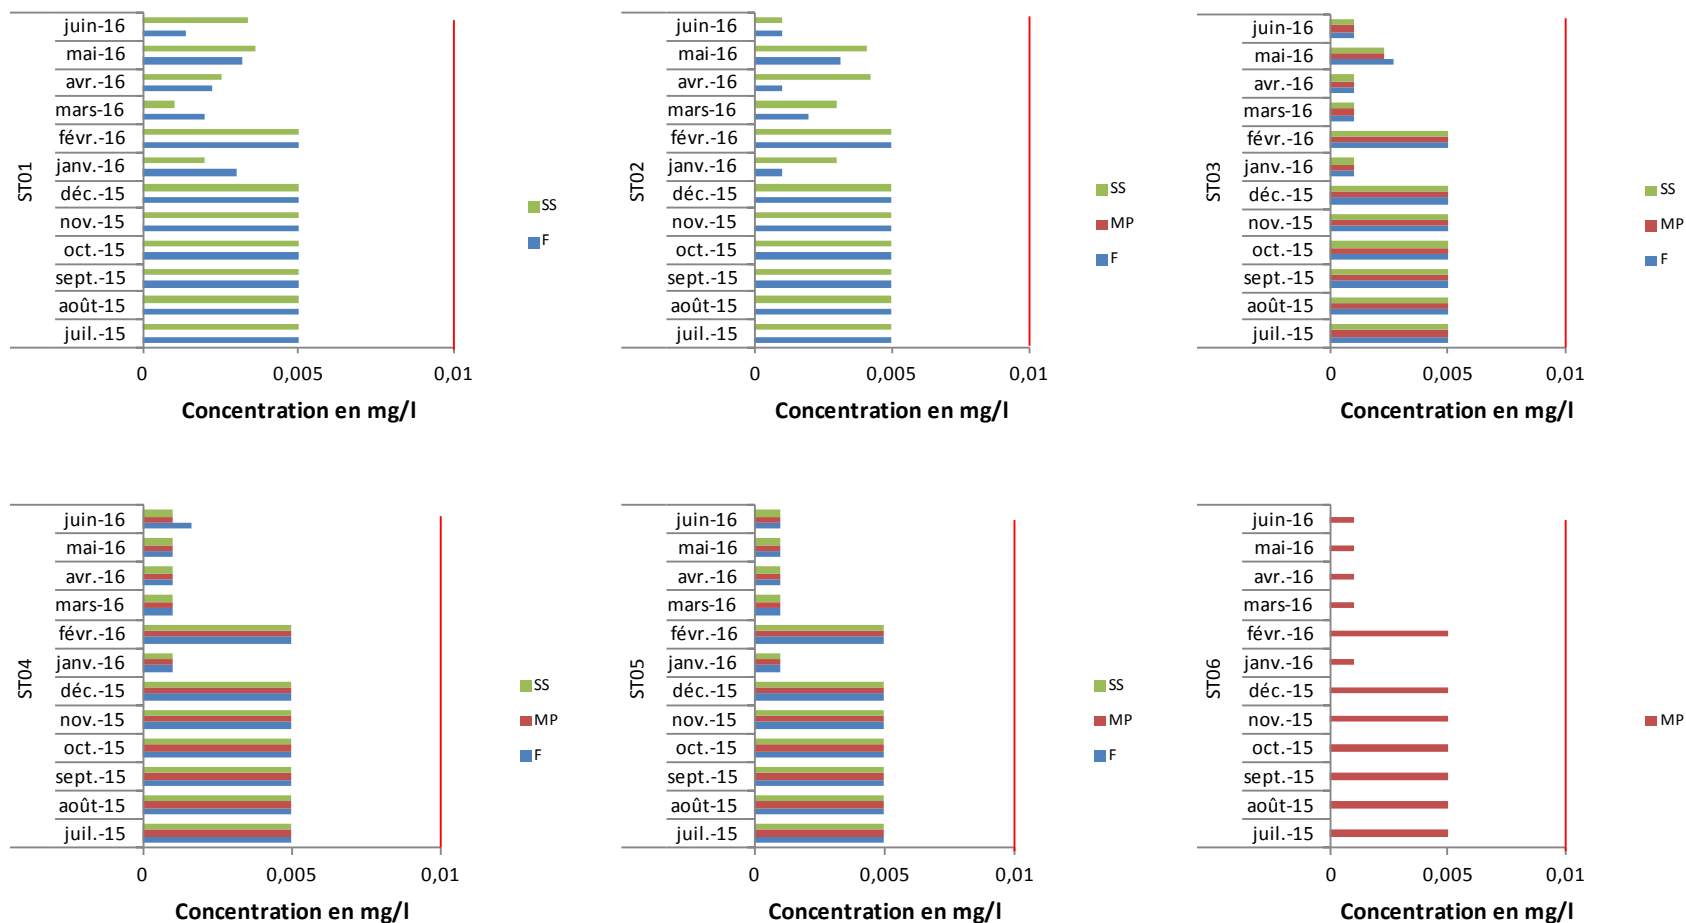 ST01
juin-16
mai-16
avr.-16
mars-16
févr.-16
janv.-16
déc.-15
nov.-15
oct.-15
sept.-15
août-15
juil.-15
0 0,005 0,01
Concentration en mg/l
SS
F
ST02
juin-16
mai-16
avr.-16
mars-16
févr.-16
janv.-16
déc.-15
nov.-15
oct.-15
sept.-15
août-15
juil.-15
0 0,005 0,01
Concentration en mg/l
SS
MP
F
ST03
juin-16
mai-16
avr.-16
mars-16
févr.-16
janv.-16
déc.-15
nov.-15
oct.-15
sept.-15
août-15
juil.-15
0 0,005 0,01
Concentration en mg/l
SS
MP
F
ST04
juin-16
mai-16
avr.-16
mars-16
févr.-16
janv.-16
déc.-15
nov.-15
oct.-15
sept.-15
août-15
juil.-15
0 0,005 0,01
Concentration en mg/l
SS
MP
F
ST05
juin-16
mai-16
avr.-16
mars-16
févr.-16
janv.-16
déc.-15
nov.-15
oct.-15
sept.-15
août-15
juil.-15
0 0,005 0,01
Concentration en mg/l
SS
MP
F
ST06
juin-16
mai-16
avr.-16
mars-16
févr.-16
janv.-16
déc.-15
nov.-15
oct.-15
sept.-15
août-15
juil.-15
0 0,005 0,01
Concentration en mg/l
MP